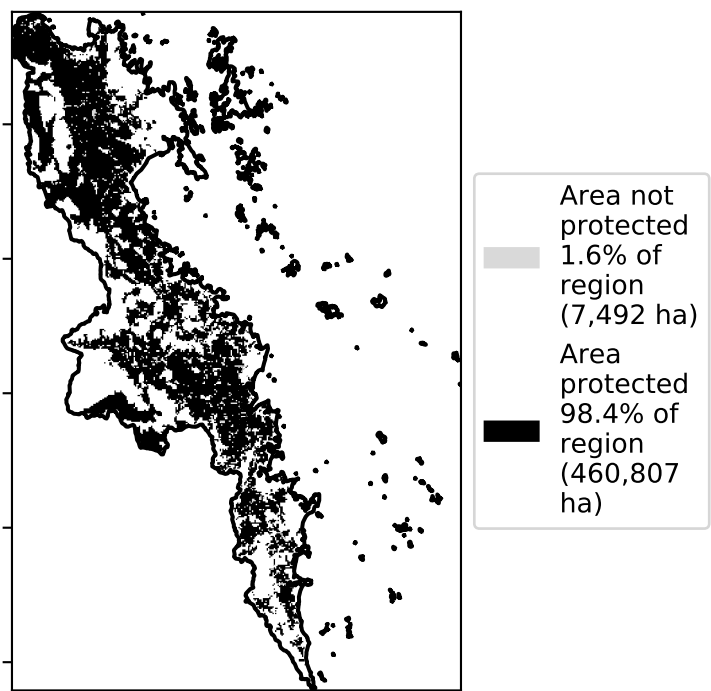 Area not
protected
1.6% of
region
(7,492 ha)
Area
protected
98.4% of
region
(460,807
ha)